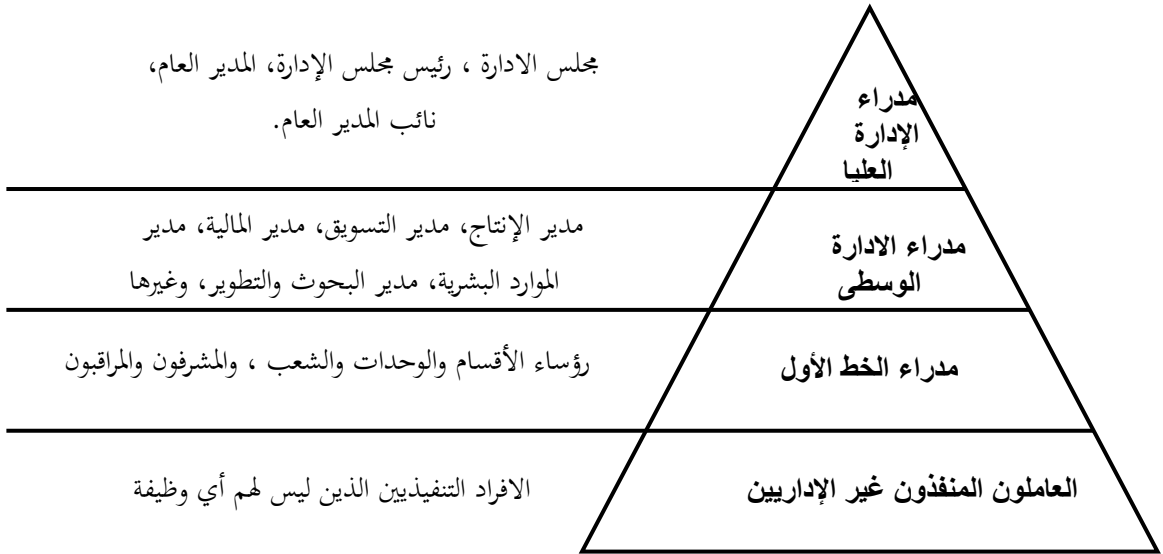 مدراء
الإدارة
العليا
مجلس الادارة ، رئيس مجلس الإدارة، المدير العام،
نائب المدير العام.
مدراء الادارة
الوسطى
مدير الإنتاج، مدير التسويق، مدير المالية، مدير
الموارد البشرية، مدير البحوث والتطوير، وغيرها
مدراء الخط الأول
رؤساء الأقسام والوحدات والشعب ، والمشرفون والمراقبون
العاملون المنفذون غير الإداريين
الافراد التنفيذيين الذين ليس لهم أي وظيفة